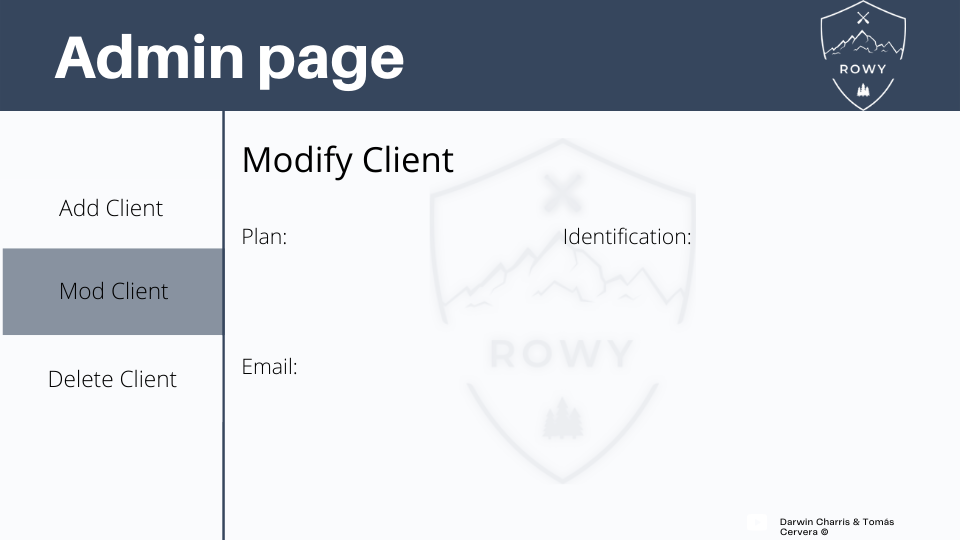 Admin page
ROWY
Add Client
Mod Client
Delete Client
Modify Client
Plan:
Identification:
ROWY
Email:
Darwin Charris & Tomás
Cervera ©